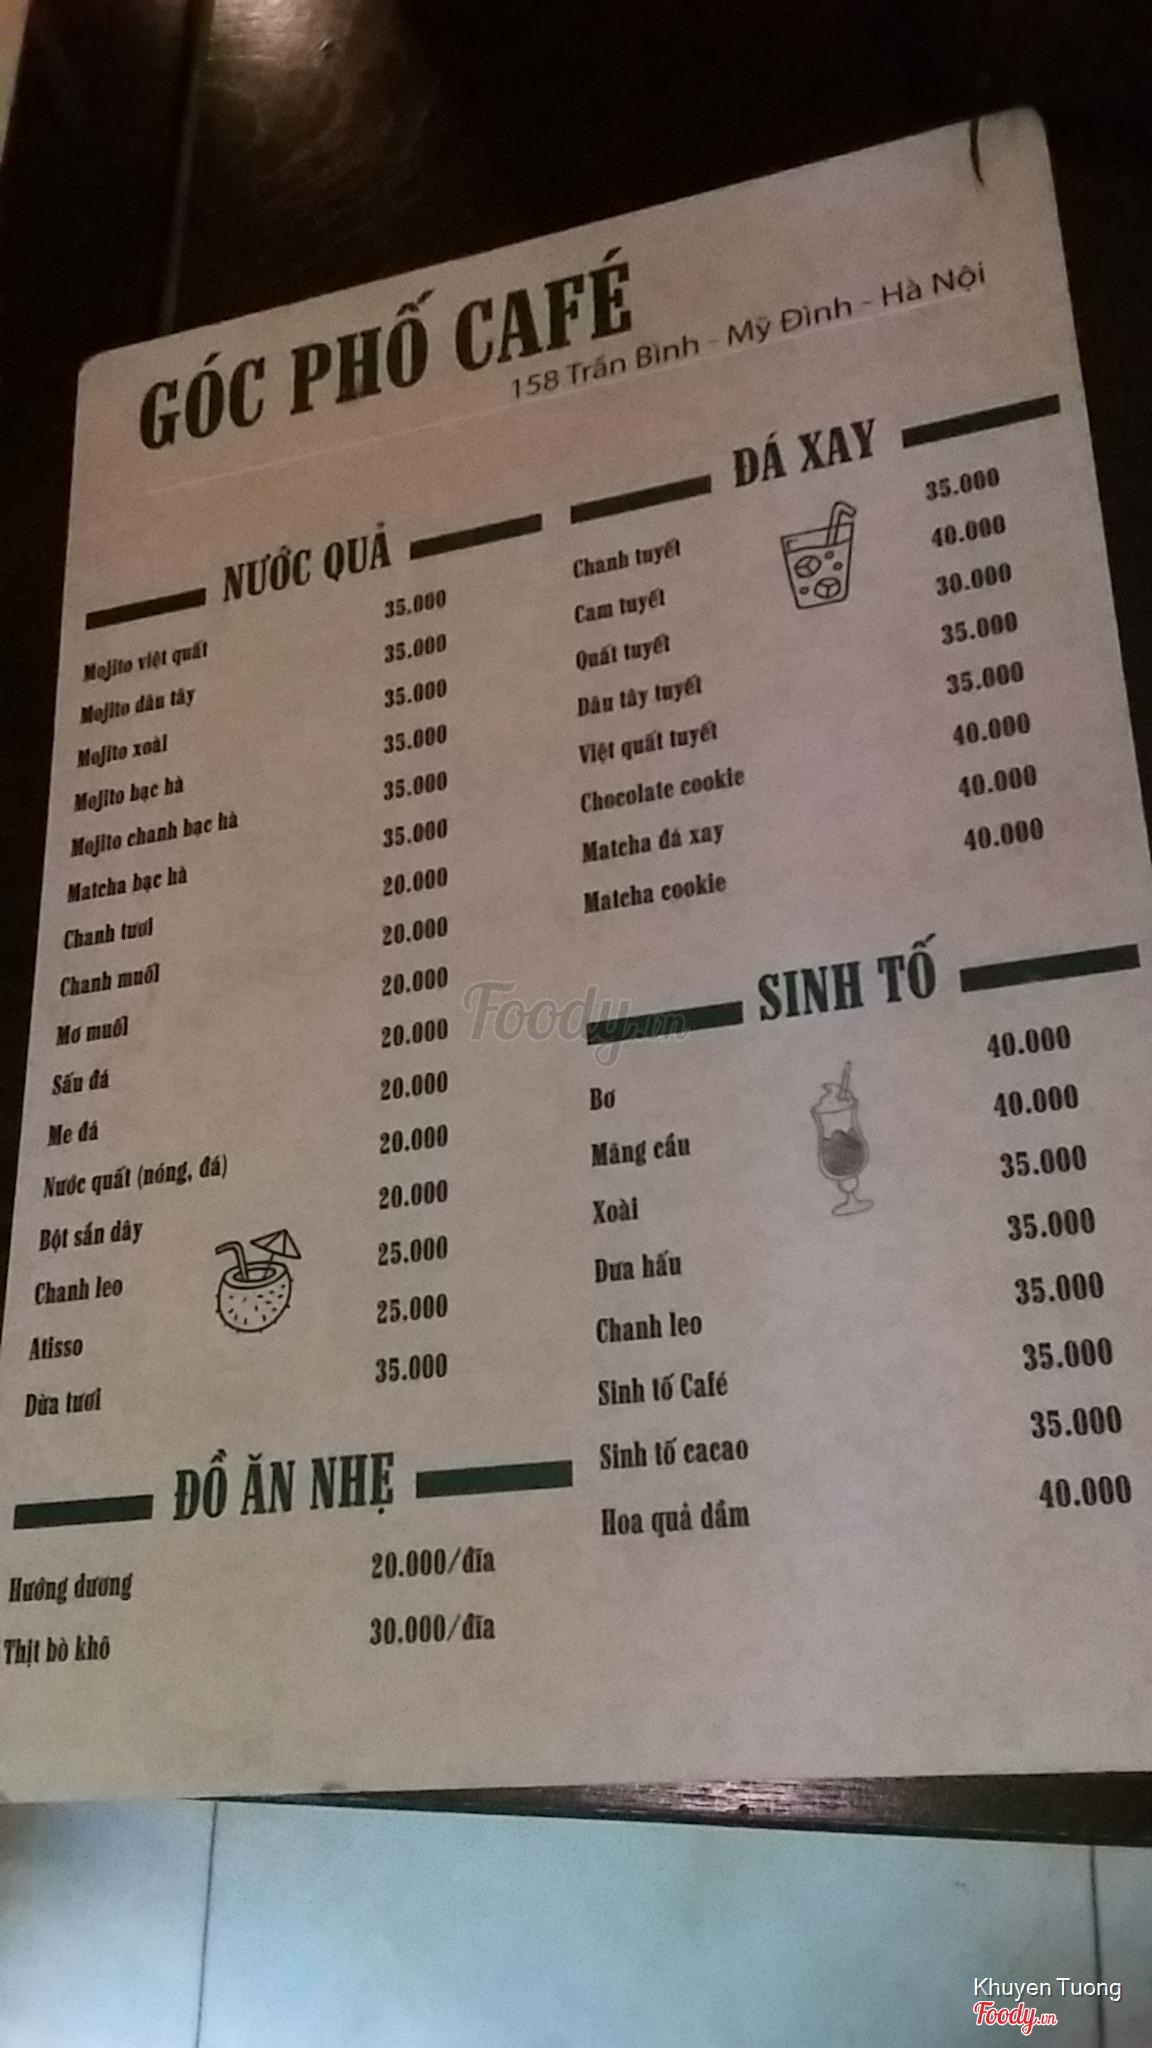 GÓC PHỐ CAFÉ
158 Trần Bình - Mỹ Đình - Hà Nội
NƯỚC QUẢ
Mojito việt quất 35.000
Mojito dâu tây 35.000
Mojito xoài 35.000
Mojito bạc hà 35.000
Mojito chanh bạc hà 35.000
Matcha bạc hà 35.000
Chanh tươi 20.000
Chanh muối 20.000
Mơ muối 20.000
Sấu đá 20.000
Me đá 20.000
Nước quất (nóng, đá) 20.000
Bột sắn dây 20.000
Chanh leo 25.000
Atisso 25.000
Dừa tươi 35.000
ĐỒ ĂN NHẸ
Hướng dương 20.000/đĩa
Thịt bò khô 30.000/đĩa
ĐÁ XAY
Chanh tuyết 35.000
Cam tuyết 40.000
Quất tuyết 30.000
Dâu tây tuyết 35.000
Việt quất tuyết 35.000
Chocolate cookie 40.000
Matcha đá xay 40.000
Matcha cookie 40.000
SINH TỐ
Bơ 40.000
Mãng cầu 40.000
Xoài 35.000
Dưa hấu 35.000
Chanh leo 35.000
Sinh tố Café 35.000
Sinh tố cacao 35.000
Hoa quả dầm 40.000
Foody.vn
Khuyen Tuong
Foody.vn